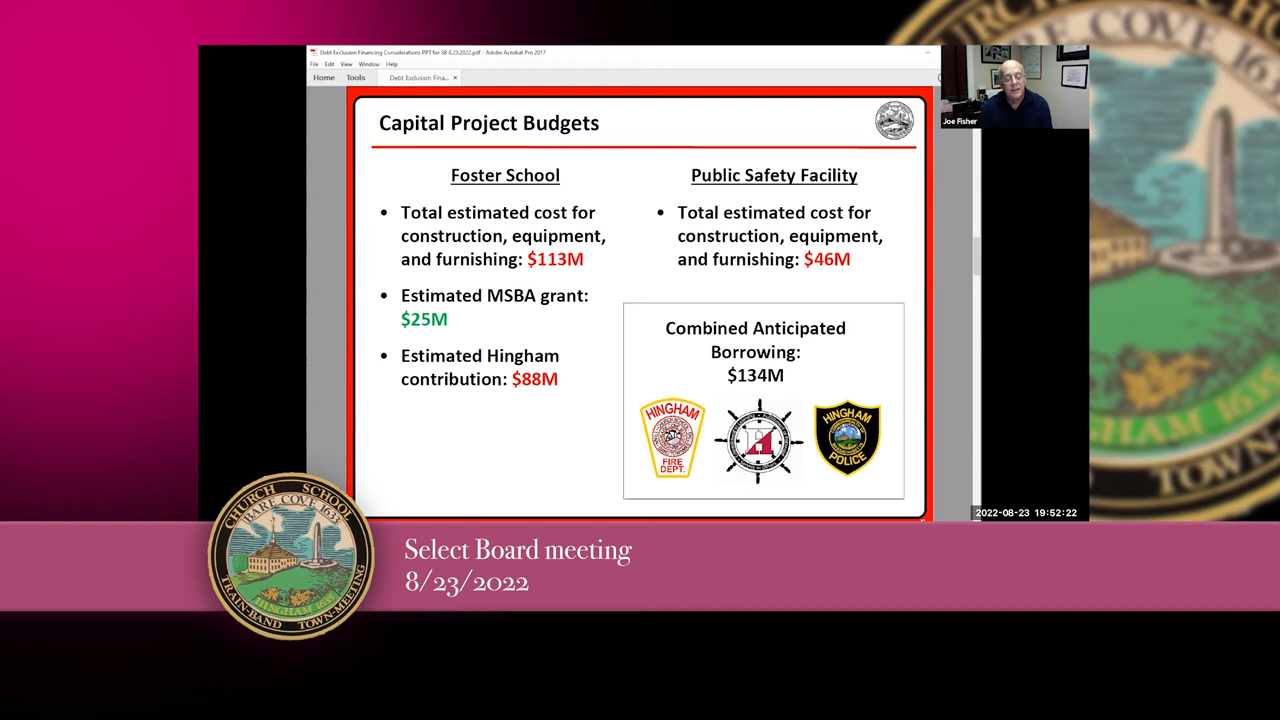 Debt Exclusion Financing Considerations PPT for SB 8.23.2022.pdf - Adobe Acrobat Pro 2017
File Edit View Window Help
Home Tools Debt Exclusion Fina... ×
Joe Fisher
Capital Project Budgets
Foster School
• Total estimated cost for
construction, equipment,
and furnishing: $113M
• Estimated MSBA grant:
$25M
• Estimated Hingham
contribution: $88M
Public Safety Facility
• Total estimated cost for
construction, equipment,
and furnishing: $46M
Combined Anticipated
Borrowing:
$134M
HINGHAM
FIRE
DEPT.
H
HINGHAM
POLICE
2022-08-23 19:52:22
CHURCH SCHOOL
BARE COVE 1633
HINGHAM 1635
TRAIN-BAND TOWN-MEETING
Select Board meeting
8/23/2022